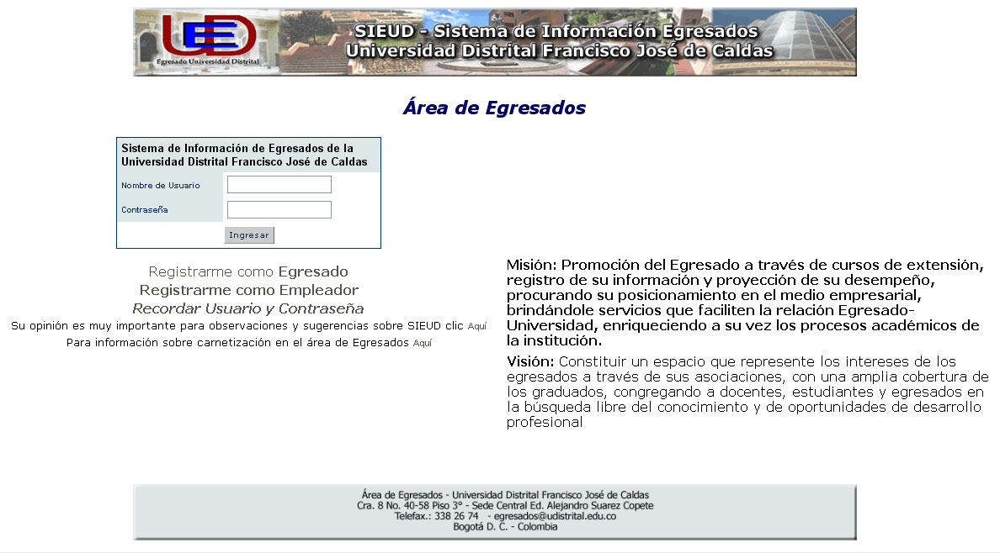 SIEUD - Sistema de Información Egresados
Universidad Distrital Francisco José de Caldas
UED
Egresado Universidad Distrital
Área de Egresados
Sistema de Información de Egresados de la
Universidad Distrital Francisco José de Caldas
Nombre de Usuario
Contraseña
Ingresar
Registrarme como Egresado
Registrarme como Empleador
Recordar Usuario y Contraseña
Su opinión es muy importante para observaciones y sugerencias sobre SIEUD clic Aquí
Para información sobre carnetización en el área de Egresados Aquí
Misión: Promoción del Egresado a través de cursos de extensión,
registro de su información y proyección de su desempeño,
procurando su posicionamiento en el medio empresarial,
brindándole servicios que faciliten la relación Egresado-
Universidad, enriqueciendo a su vez los procesos académicos de
la institución.
Visión: Constituir un espacio que represente los intereses de los
egresados a través de sus asociaciones, con una amplia cobertura de
los graduados, congregando a docentes, estudiantes y egresados en
la búsqueda libre del conocimiento y de oportunidades de desarrollo
profesional
Área de Egresados - Universidad Distrital Francisco José de Caldas
Cra. 8 No. 40-58 Piso 3° - Sede Central Ed. Alejandro Suarez Copete
Telefax.: 338 26 74 - egresados@udistrital.edu.co
Bogotá D. C. - Colombia